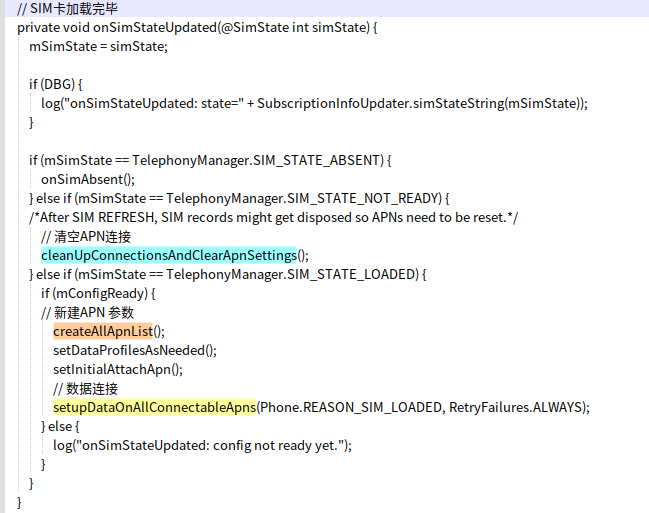 // SIM卡加载完毕
private void onSimStateUpdated(@SimState int simState) {
mSimState = simState;
if (DBG) {
log("onSimStateUpdated: state=" + SubscriptionInfoUpdater.simStateString(mSimState));
}
if (mSimState == TelephonyManager.SIM_STATE_ABSENT) {
onSimAbsent();
} else if (mSimState == TelephonyManager.SIM_STATE_NOT_READY) {
/*After SIM REFRESH, SIM records might get disposed so APNs need to be reset.*/
// 清空APN连接
cleanUpConnectionsAndClearApnSettings();
} else if (mSimState == TelephonyManager.SIM_STATE_LOADED) {
if (mConfigReady) {
// 新建APN 参数
createAllApnList();
setDataProfilesAsNeeded();
setInitialAttachApn();
// 数据连接
setupDataOnAllConnectableApns(Phone.REASON_SIM_LOADED, RetryFailures.ALWAYS);
} else {
log("onSimStateUpdated: config not ready yet.");
}
}
}